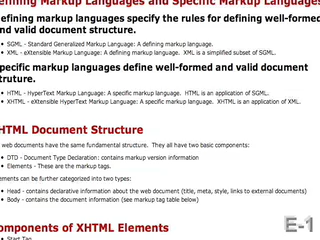 efining Markup Languages and Specific Markup Languages
efining markup languages specify the rules for defining well-formed
nd valid document structure.
• SGML - Standard Generalized Markup Language: A defining markup language.
• XML - eXtensible Markup Language: A defining markup language. XML is a simplified subset of SGML.
pecific markup languages define well-formed and valid document
truture.
• HTML - HyperText Markup Language: A specific markup language. HTML is an application of SGML.
• XHTML - eXtensible HyperText Markup Language: A specific markup language. XHTML is an application of XML.
HTML Document Structure
web documents have the same fundamental structure. They all have two basic components:
• DTD - Document Type Declaration: contains markup version information
• Elements - These are the markup tags.
ements can be further categorized into two types:
• Head - contains declarative information about the web document (title, meta, style, links to external documents)
• Body - contains the document information (see markup tag table below)
E-1
omponents of XHTML Elements
• Start Tag